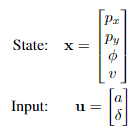 State: x = [p_x
p_y
ϕ
v]
Input: u = [a
δ]